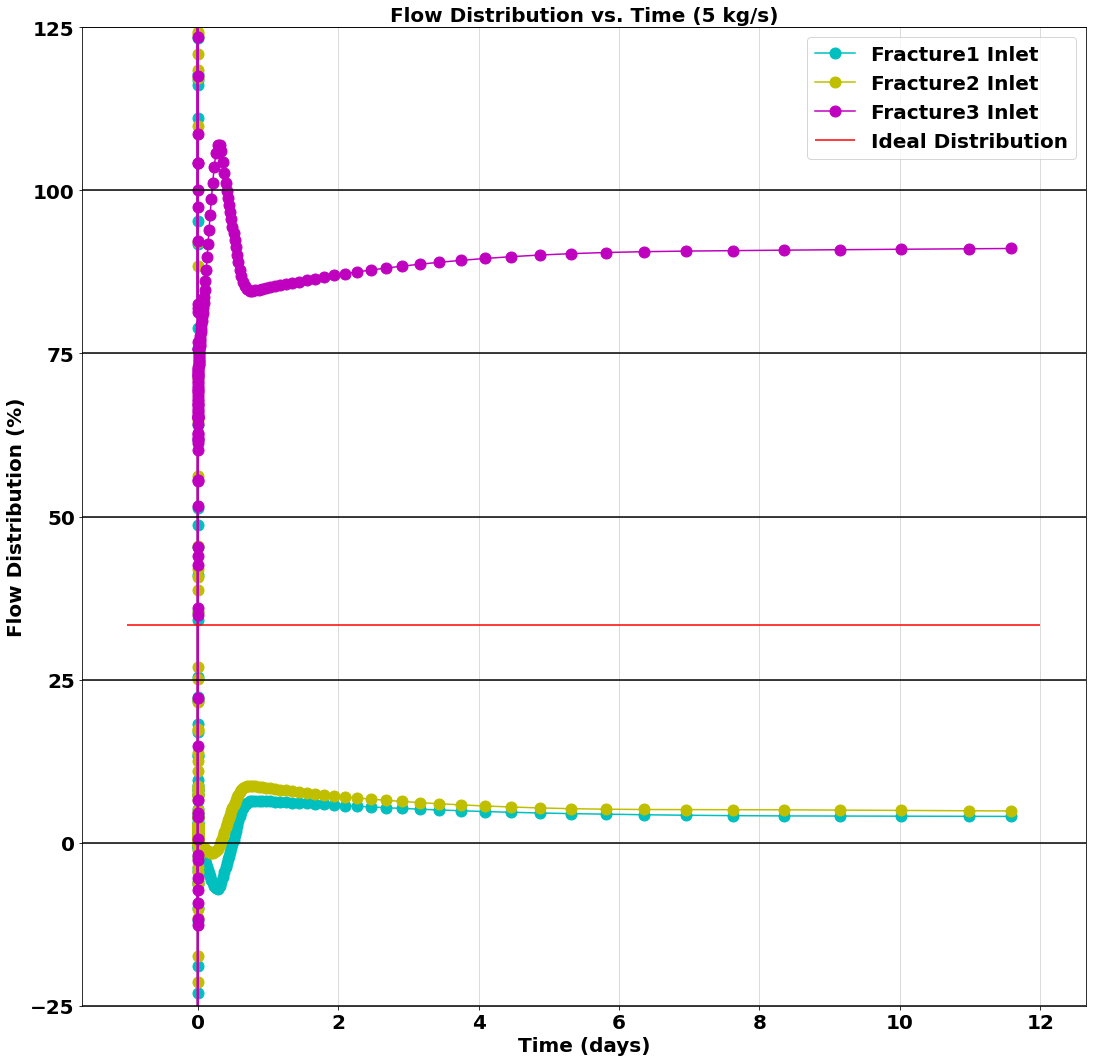 Flow Distribution vs. Time (5 kg/s)
Fracture1 Inlet
Fracture2 Inlet
Fracture3 Inlet
Ideal Distribution
Flow Distribution (%)
125
100
75
50
25
0
−25
0 2 4 6 8 10 12
Time (days)